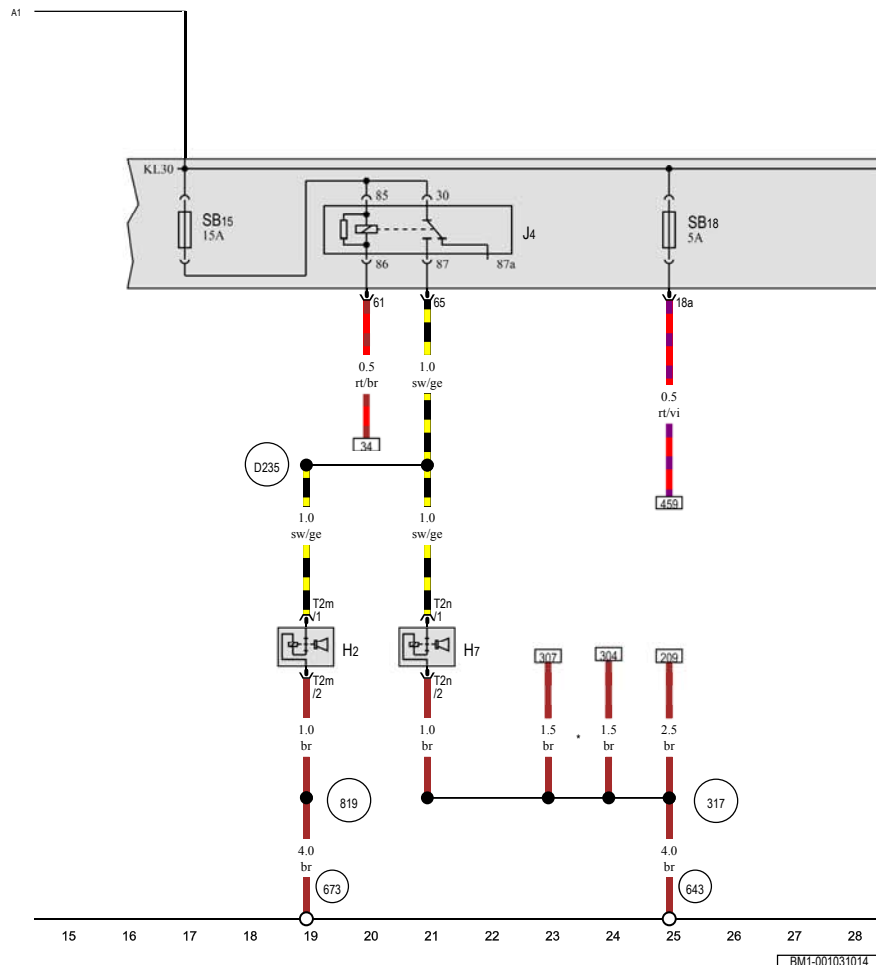 A1
KL30
85
30
SB15
15A
J4
SB18
5A
86
87
87a
61
65
18a
0.5
rt/br
1.0
sw/ge
0.5
rt/vi
34
D235
459
1.0
sw/ge
1.0
sw/ge
T2m
/1
T2n
/1
H2
H7
307
304
209
T2m
/2
T2n
/2
1.0
br
1.0
br
1.5
br
*
1.5
br
2.5
br
819
317
4.0
br
4.0
br
673
643
15 16 17 18 19 20 21 22 23 24 25 26 27 28
BM1-001031014